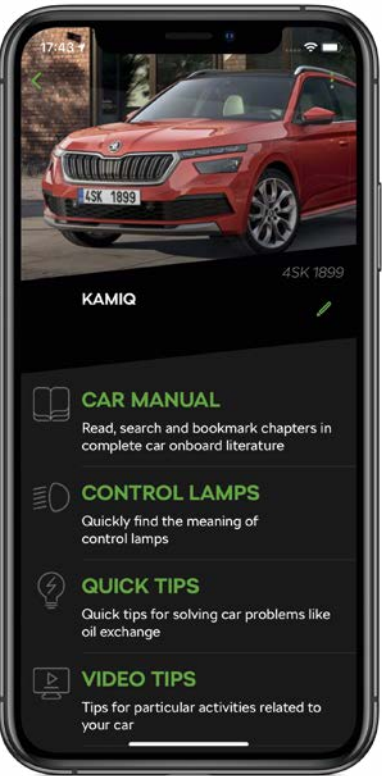 17:43
4SK 1899
4SK 1899
KAMIQ
CAR MANUAL
Read, search and bookmark chapters in
complete car onboard literature
CONTROL LAMPS
Quickly find the meaning of
control lamps
QUICK TIPS
Quick tips for solving car problems like
oil exchange
VIDEO TIPS
Tips for particular activities related to
your car